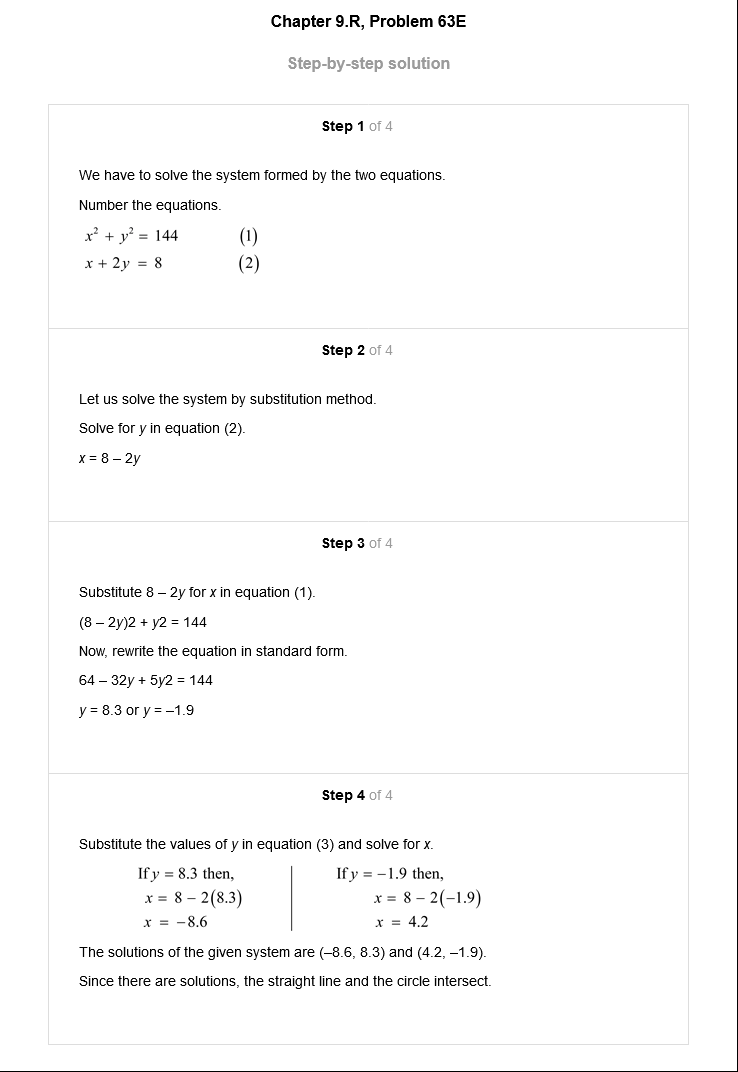 Chapter 9.R, Problem 63E
Step-by-step solution
Step 1 of 4
We have to solve the system formed by the two equations.
Number the equations.
x² + y² = 144 (1)
x + 2y = 8 (2)
Step 2 of 4
Let us solve the system by substitution method.
Solve for y in equation (2).
x = 8 – 2y
Step 3 of 4
Substitute 8 – 2y for x in equation (1).
(8 – 2y)2 + y2 = 144
Now, rewrite the equation in standard form.
64 – 32y + 5y2 = 144
y = 8.3 or y = –1.9
Step 4 of 4
Substitute the values of y in equation (3) and solve for x.
If y = 8.3 then, If y = −1.9 then,
x = 8 − 2(8.3) x = 8 − 2(−1.9)
x = −8.6 x = 4.2
The solutions of the given system are (–8.6, 8.3) and (4.2, –1.9).
Since there are solutions, the straight line and the circle intersect.